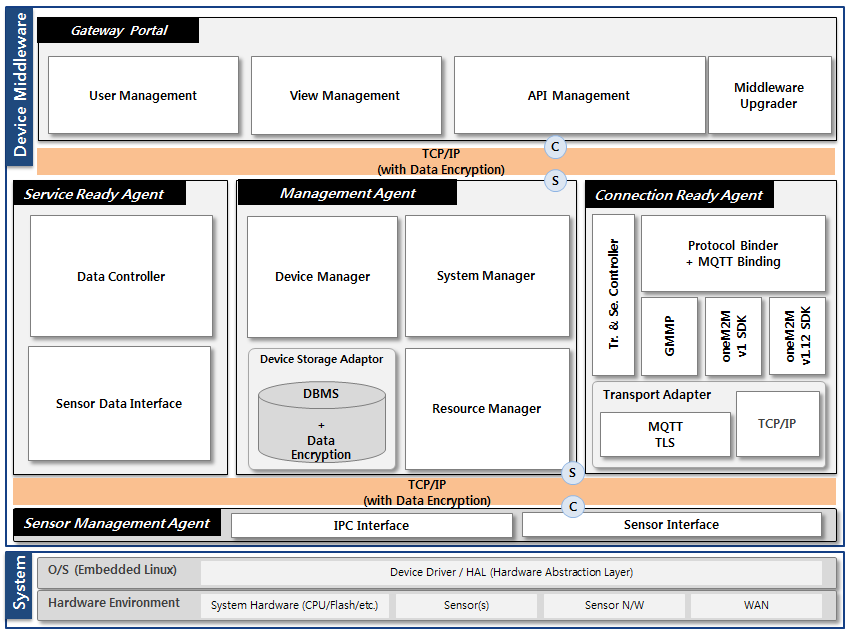 Device Middleware
Gateway Portal
User Management
View Management
API Management
Middleware
Upgrader
C
TCP/IP
(with Data Encryption)
S
Service Ready Agent
Data Controller
Sensor Data Interface
Management Agent
Device Manager
System Manager
Device Storage Adaptor
DBMS
+
Data
Encryption
Resource Manager
Connection Ready Agent
Tr. & Se. Controller
Protocol Binder
+ MQTT Binding
GMMP
oneM2M
v1 SDK
oneM2M
v1.12 SDK
Transport Adapter
MQTT
TLS
TCP/IP
S
TCP/IP
(with Data Encryption)
C
Sensor Management Agent
IPC Interface
Sensor Interface
System
O/S (Embedded Linux)
Device Driver / HAL (Hardware Abstraction Layer)
Hardware Environment
System Hardware (CPU/Flash/etc.)
Sensor(s)
Sensor N/W
WAN